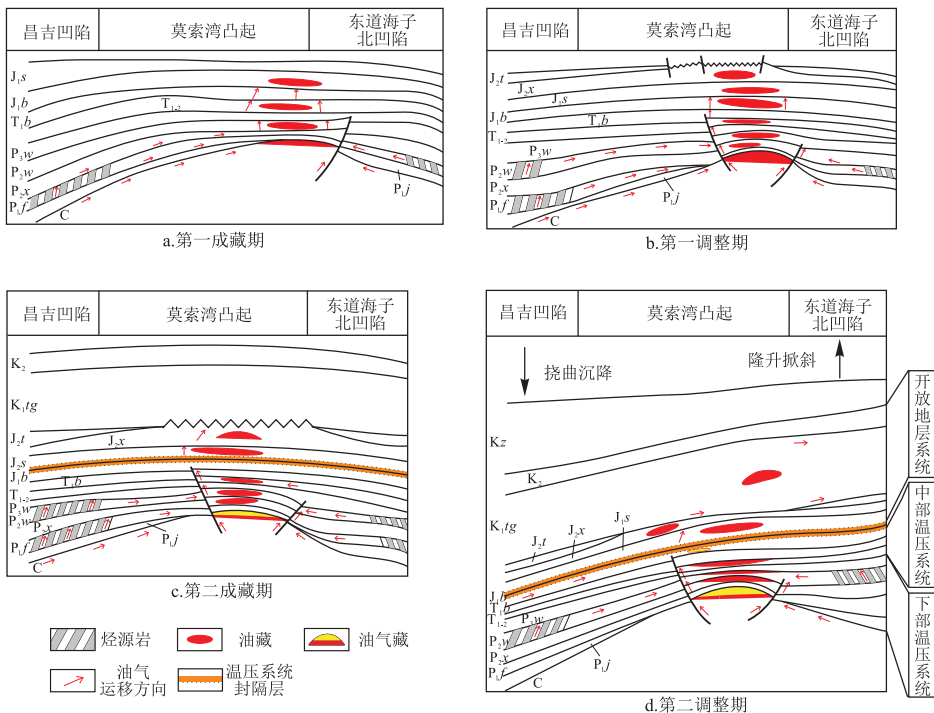 昌吉凹陷
莫索湾凸起
东道海子
北凹陷
J₁s
J₁b
T₁b
T₁₋₂
P₃w
P₂w
P₂x
P₁f
C
P₁j
a.第一成藏期
昌吉凹陷
莫索湾凸起
东道海子
北凹陷
J₂t
J₂x
J₁s
J₁b
T₁b
T₁₋₂
P₃w
P₂w
P₂x
P₁f
P₁j
C
b.第一调整期
昌吉凹陷
莫索湾凸起
东道海子
北凹陷
K₂
K₁tg
J₂t
J₂x
J₂s
J₁b
T₁b
T₁₋₂
P₃w
P₂w
P₂x
P₁f
P₁j
C
c.第二成藏期
昌吉凹陷
莫索湾凸起
东道海子
北凹陷
挠曲沉降
隆升掀斜
Kz
K₂
K₁tg
J₂t
J₂x
J₁s
J₁b
T₁b
T₁₋₂
P₃w
P₂w
P₂x
P₁f
P₁j
C
开放地层系统
中部温压系统
下部温压系统
d.第二调整期
烃源岩
油藏
油气藏
油气
运移方向
温压系统
封隔层